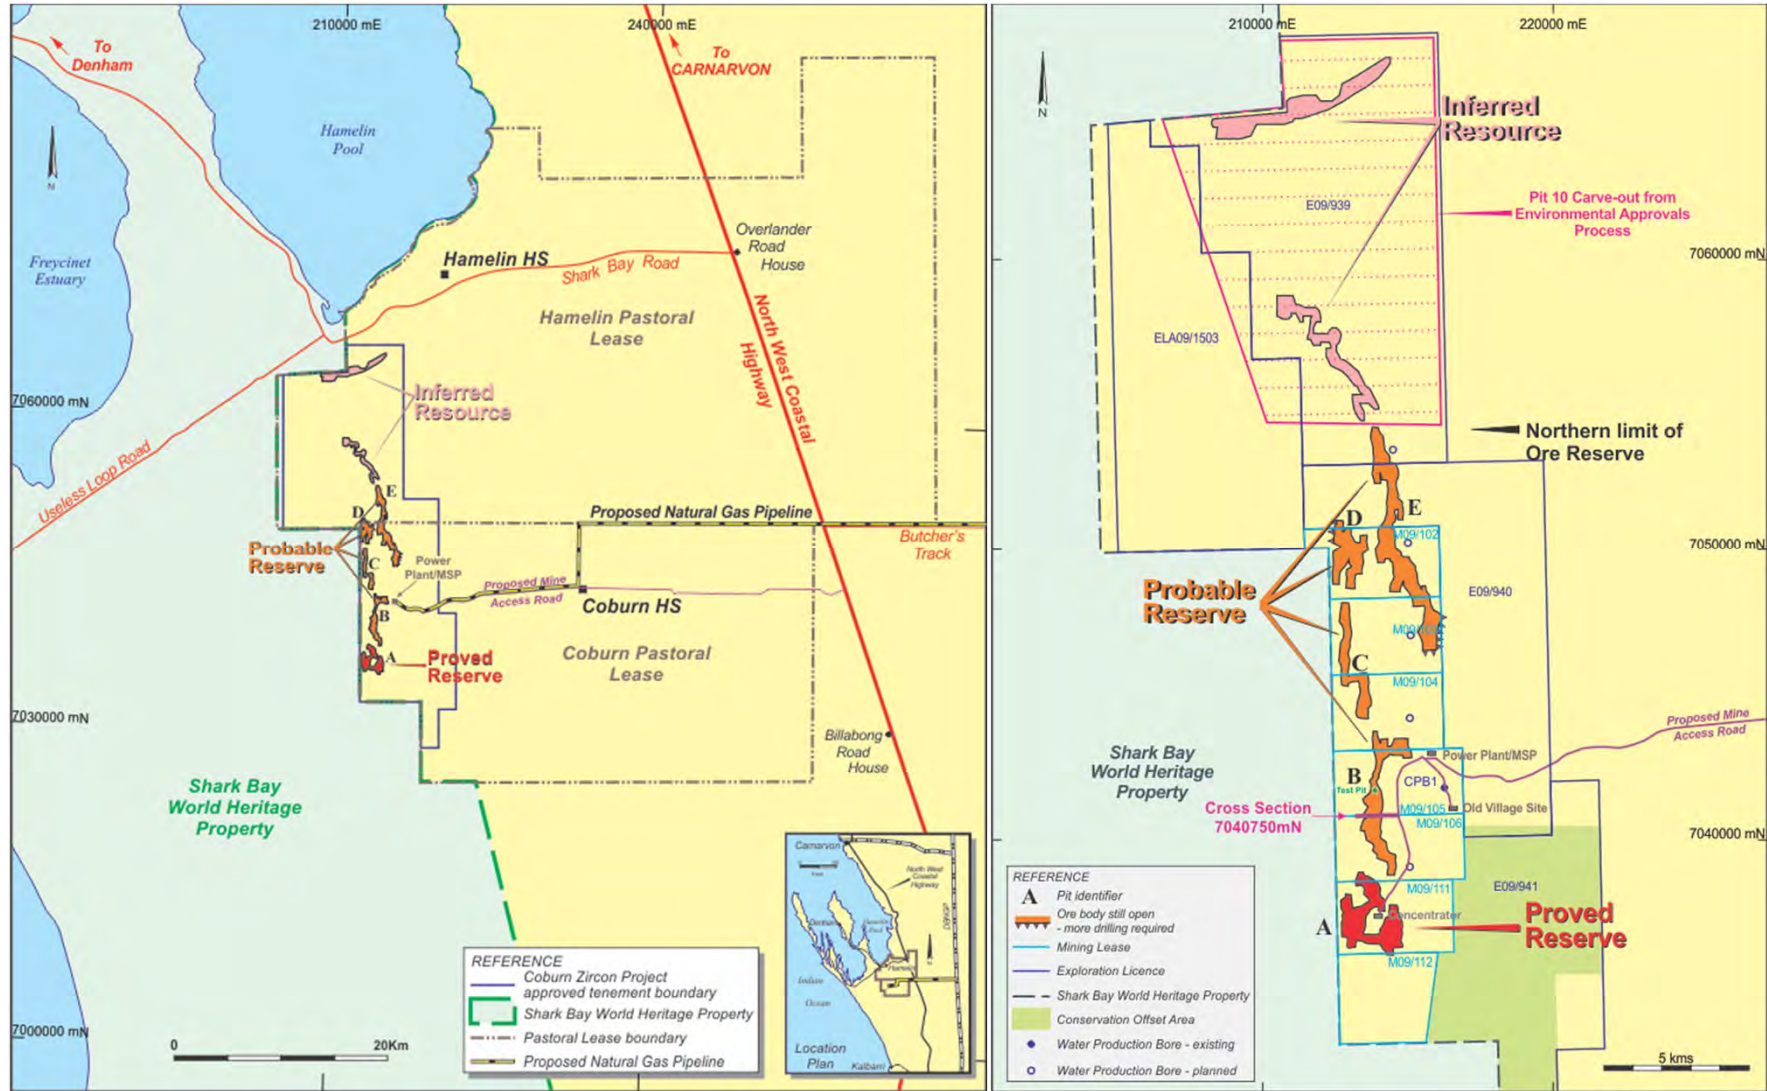 210000 mE
240000 mE
To
Denham
To
CARNARVON
Hamelin
Pool
N
Freycinet
Estuary
Overlander
Road
House
Hamelin HS
Shark Bay Road
Hamelin Pastoral
Lease
North West Coastal
Highway
Inferred
Resource
7060000 mN
Useless Loop Road
E
D
Proposed Natural Gas Pipeline
Butcher's
Track
Probable
Reserve
C
Power
Plant/MSP
Proposed Mine
Access Road
Coburn HS
B
A
Proved
Reserve
Coburn Pastoral
Lease
7030000 mN
Billabong
Road
House
Shark Bay
World Heritage
Property
7000000 mN
0
20Km
REFERENCE
Coburn Zircon Project
approved tenement boundary
Shark Bay World Heritage Property
Pastoral Lease boundary
Proposed Natural Gas Pipeline
Carnarvon
North West
Coastal
Highway
Denham
DBNGP
Hamelin
Indian
Ocean
Location
Plan
Kalbarri
210000 mE
220000 mE
N
Inferred
Resource
E09/939
Pit 10 Carve-out from
Environmental Approvals
Process
7060000 mN
ELA09/1503
Northern limit of
Ore Reserve
E
D
M09/102
7050000 mN
Probable
Reserve
E09/940
C
M09/104
Proposed Mine
Access Road
Shark Bay
World Heritage
Property
Power Plant/MSP
B
Test Pit
CPB1
Cross Section
7040750mN
M09/105
Old Village Site
M09/106
7040000 mN
M09/111
E09/941
A
Concentrator
Proved
Reserve
M09/112
REFERENCE
A Pit identifier
Ore body still open
- more drilling required
Mining Lease
Exploration Licence
Shark Bay World Heritage Property
Conservation Offset Area
Water Production Bore - existing
Water Production Bore - planned
5 kms